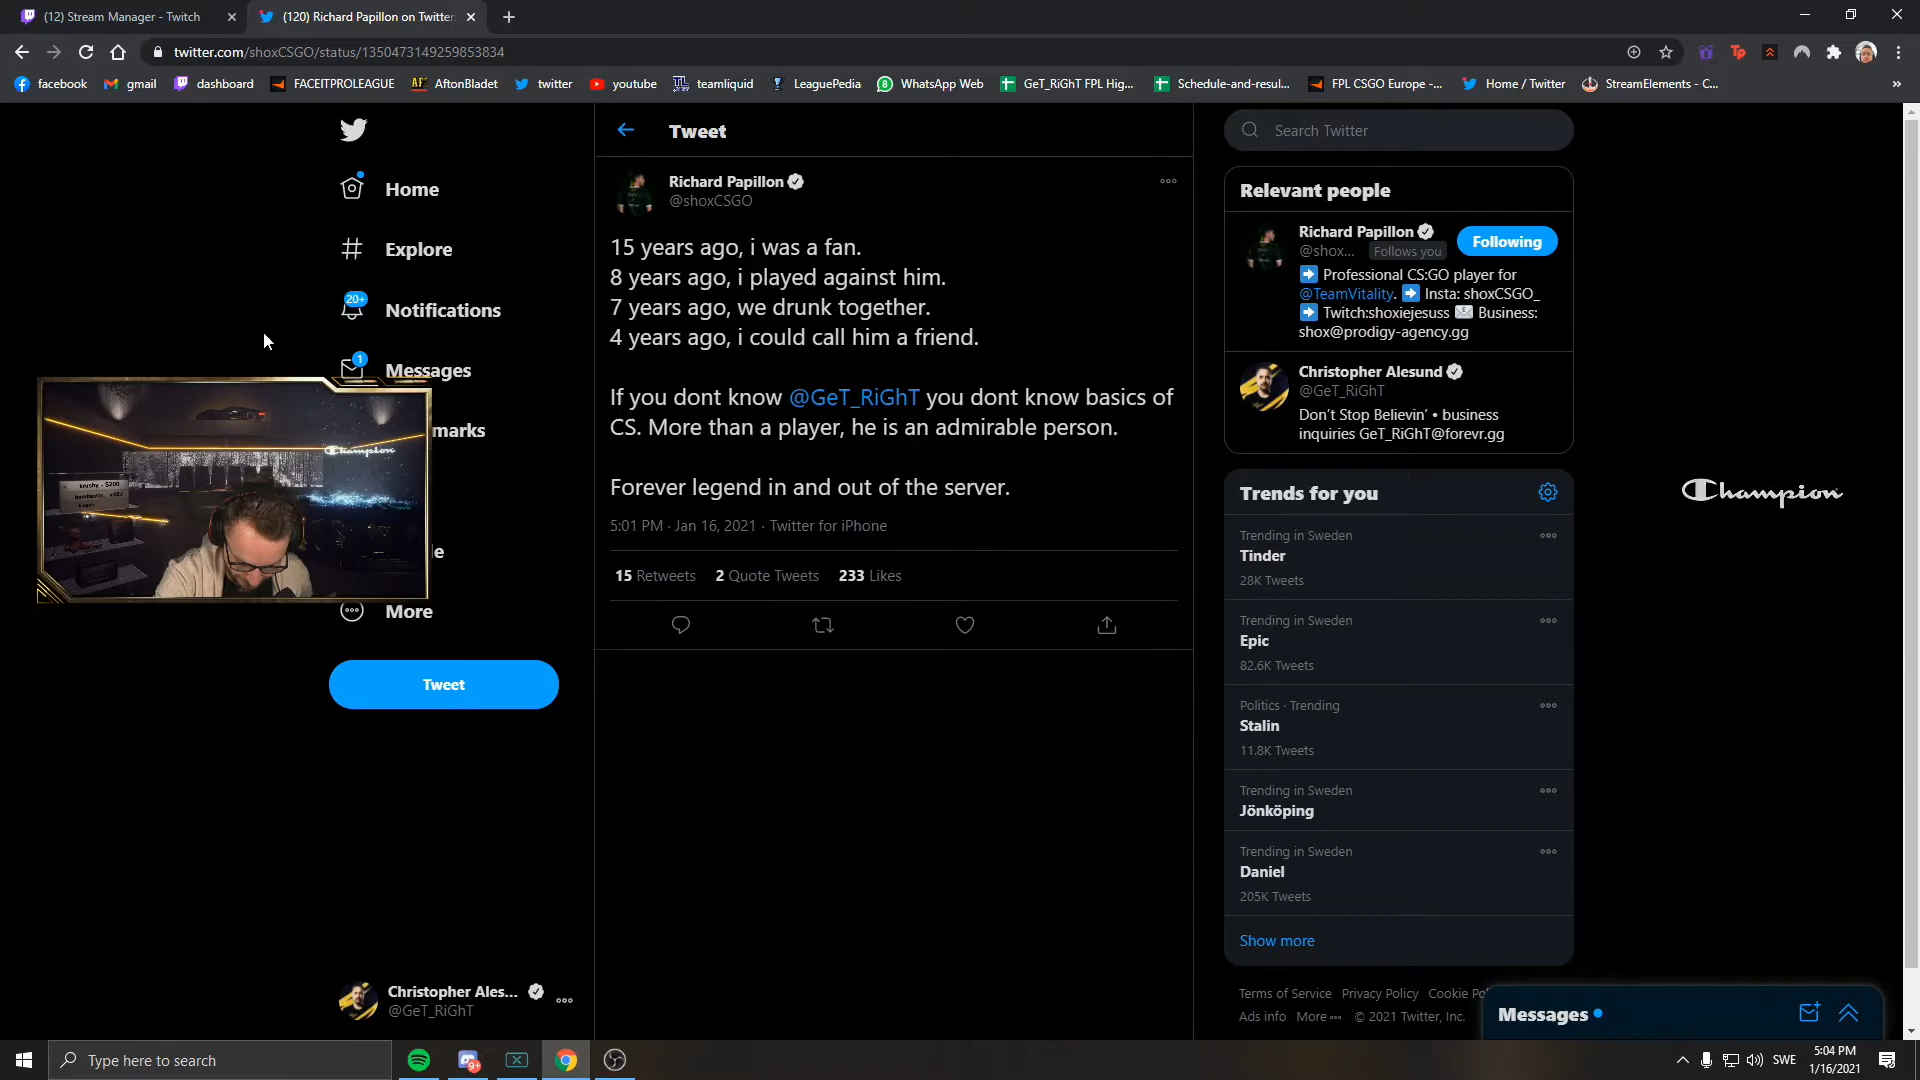 (12) Stream Manager - Twitch
(120) Richard Papillon on Twitter:
twitter.com/shoxCSGO/status/1350473149259853834
facebook
gmail
dashboard
FACEITPROLEAGUE
AftonBladet
twitter
youtube
teamliquid
LeaguePedia
WhatsApp Web
GeT_RiGhT FPL Hig...
Schedule-and-resul...
FPL CSGO Europe -...
Home / Twitter
StreamElements - C...
Home
Explore
20+
Notifications
1
Messages
marks
le
More
Tweet
Christopher Ales...
@GeT_RiGhT
Champion
Tweet
Richard Papillon
@shoxCSGO
15 years ago, i was a fan.
8 years ago, i played against him.
7 years ago, we drunk together.
4 years ago, i could call him a friend.
If you dont know @GeT_RiGhT you dont know basics of
CS. More than a player, he is an admirable person.
Forever legend in and out of the server.
5:01 PM · Jan 16, 2021 · Twitter for iPhone
15 Retweets 2 Quote Tweets 233 Likes
Search Twitter
Relevant people
Richard Papillon
@shox... Follows you
Following
Professional CS:GO player for
@TeamVitality. Insta: shoxCSGO_
Twitch:shoxiejesuss Business:
shox@prodigy-agency.gg
Christopher Alesund
@GeT_RiGhT
Don't Stop Believin' • business
inquiries GeT_RiGhT@forevr.gg
Trends for you
Trending in Sweden
Tinder
28K Tweets
Trending in Sweden
Epic
82.6K Tweets
Politics · Trending
Stalin
11.8K Tweets
Trending in Sweden
Jönköping
Trending in Sweden
Daniel
205K Tweets
Show more
Terms of Service Privacy Policy Cookie Po
Ads info More © 2021 Twitter, Inc.
Messages
Champion
Type here to search
9+
SWE
5:04 PM
1/16/2021